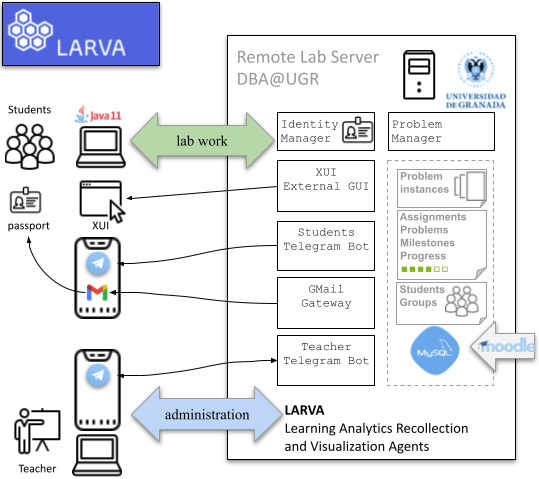 LARVA
Remote Lab Server
DBA@UGR
UNIVERSIDAD
DE GRANADA
Students
Java 11
lab work
Identity
Manager
Problem
Manager
passport
XUI
XUI
External GUI
Problem
instances
Assignments
Problems
Milestones
Progress
Students
Telegram Bot
GMail
Gateway
Students
Groups
MySQL
moodle
Teacher
Telegram Bot
administration
LARVA
Learning Analytics Recollection
and Visualization Agents
Teacher